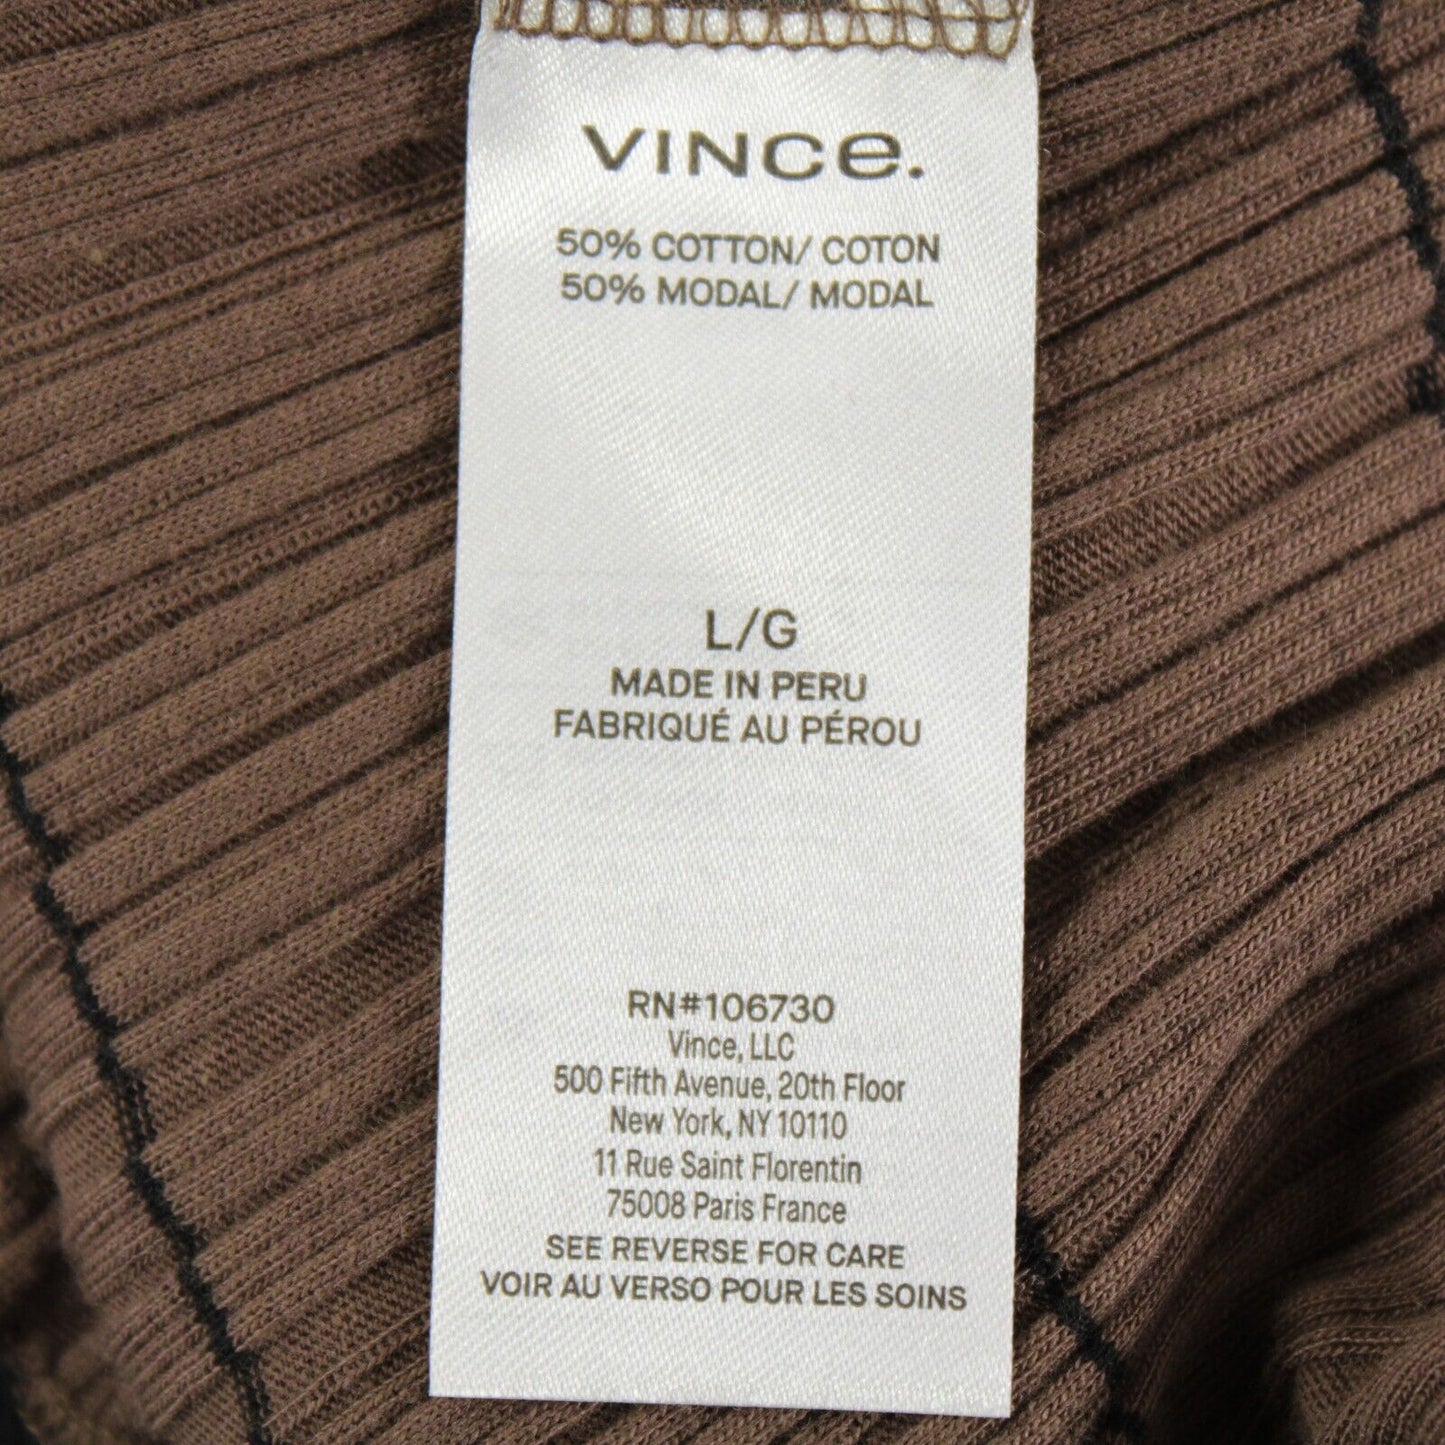 VINCe.
50% COTTON/ COTON
50% MODAL/ MODAL
L/G
MADE IN PERU
FABRIQUÉ AU PÉROU
RN#106730
Vince, LLC
500 Fifth Avenue, 20th Floor
New York, NY 10110
11 Rue Saint Florentin
75008 Paris France
SEE REVERSE FOR CARE
VOIR AU VERSO POUR LES SOINS